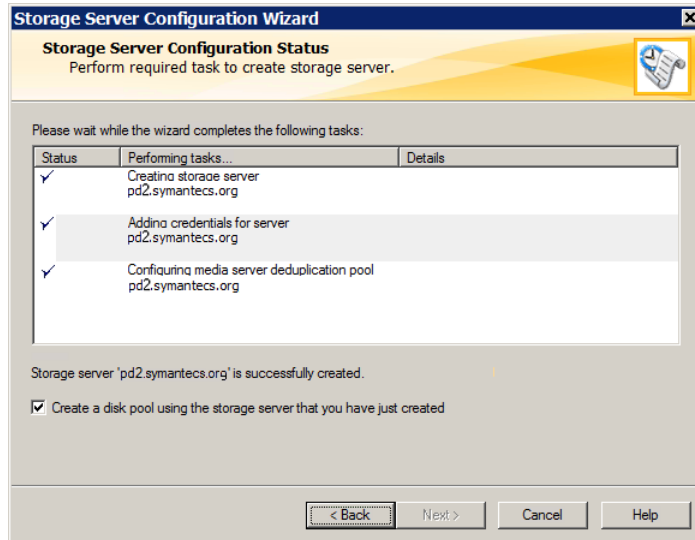 Storage Server Configuration Wizard
Storage Server Configuration Status
Perform required task to create storage server.
Please wait while the wizard completes the following tasks:
Status Performing tasks... Details
Creating storage server
pd2.symantecs.org
Adding credentials for server
pd2.symantecs.org
Configuring media server deduplication pool
pd2.symantecs.org
Storage server 'pd2.symantecs.org' is successfully created.
Create a disk pool using the storage server that you have just created
< Back Next > Cancel Help